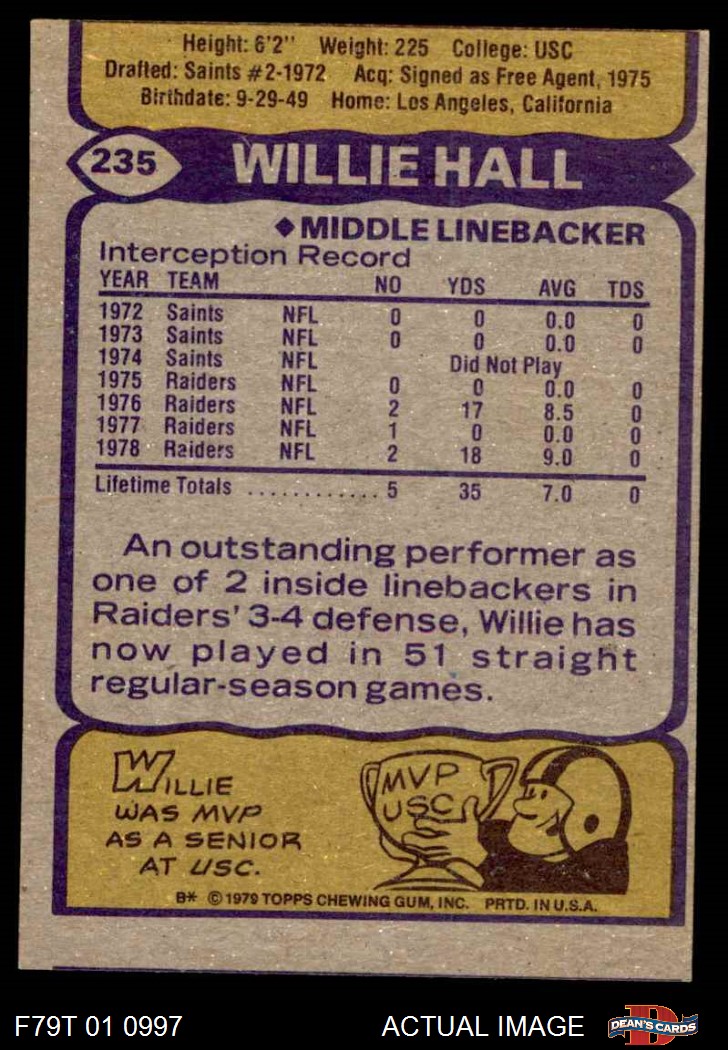 Height: 6'2" Weight: 225 College: USC
Drafted: Saints #2-1972 Acq: Signed as Free Agent, 1975
Birthdate: 9-29-49 Home: Los Angeles, California
235 WILLIE HALL
◆ MIDDLE LINEBACKER
Interception Record
YEAR TEAM NO YDS AVG TDS
1972 Saints NFL 0 0 0.0 0
1973 Saints NFL 0 0 0.0 0
1974 Saints NFL Did Not Play
1975 Raiders NFL 0 0 0.0 0
1976 Raiders NFL 2 17 8.5 0
1977 Raiders NFL 1 0 0.0 0
1978 Raiders NFL 2 18 9.0 0
Lifetime Totals ............ 5 35 7.0 0
An outstanding performer as
one of 2 inside linebackers in
Raiders' 3-4 defense, Willie has
now played in 51 straight
regular-season games.
WILLIE
WAS MVP
AS A SENIOR
AT USC.
MVP
USC
B* © 1979 TOPPS CHEWING GUM, INC. PRTD. IN U.S.A.
F79T 01 0997 ACTUAL IMAGE
D
DEAN'S CARDS